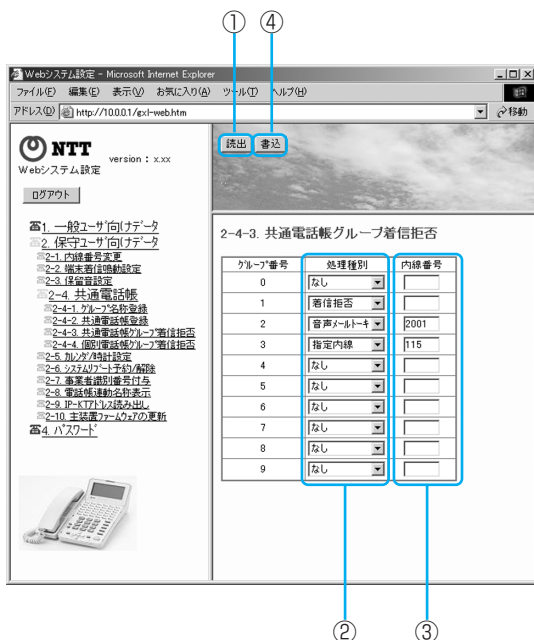 ① ④
Webシステム設定 - Microsoft Internet Explorer
ファイル(F) 編集(E) 表示(V) お気に入り(A) ツール(T) ヘルプ(H)
アドレス(D) http://10.0.0.1/gxl-web.htm 移動
NTT version : x.xx
Webシステム設定
ログアウト
読出 書込
1. 一般ユーザ向けデータ
2. 保守ユーザ向けデータ
2-1. 内線番号変更
2-2. 端末着信鳴動設定
2-3. 保留音設定
2-4. 共通電話帳
2-4-1. グループ名称登録
2-4-2. 共通電話帳登録
2-4-3. 共通電話帳グループ着信拒否
2-4-4. 個別電話帳グループ着信拒否
2-5. カレンダ/時計設定
2-6. システムリブート予約/解除
2-7. 事業者識別番号付与
2-8. 電話帳連動名称表示
2-9. IP-KTアドレス読み出し
2-10. 主装置ファームウェアの更新
4. パスワード
2-4-3. 共通電話帳グループ着信拒否
グループ番号 処理種別 内線番号
0 なし
1 着信拒否
2 音声メールトーキ 2001
3 指定内線 115
4 なし
5 なし
6 なし
7 なし
8 なし
9 なし
② ③